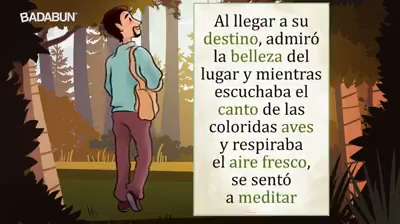 BADABUN
Al llegar a su
destino, admiró
la belleza del
lugar y mientras
escuchaba el
canto de las
coloridas aves
y respiraba
el aire fresco,
se sentó
a meditar